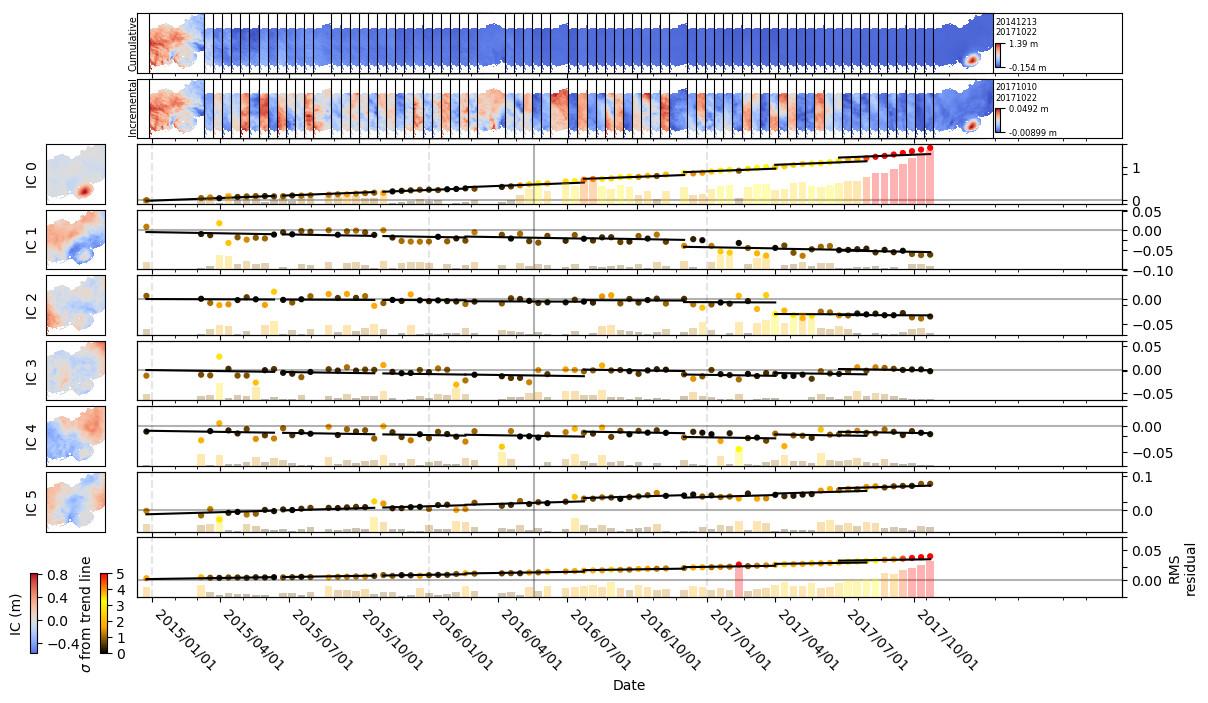 Cumulative
20141213
20171022
1.39 m
-0.154 m
Incremental
20171010
20171022
0.0492 m
-0.00899 m
IC 0
1
0
IC 1
0.05
0.00
−0.05
−0.10
IC 2
0.00
−0.05
IC 3
0.05
0.00
−0.05
IC 4
0.00
−0.05
IC 5
0.1
0.0
RMS
residual
0.05
0.00
IC (m)
0.8
0.4
0.0
−0.4
σ from trend line
5
4
3
2
1
0
2015/01/01
2015/04/01
2015/07/01
2015/10/01
2016/01/01
2016/04/01
2016/07/01
2016/10/01
2017/01/01
2017/04/01
2017/07/01
2017/10/01
Date